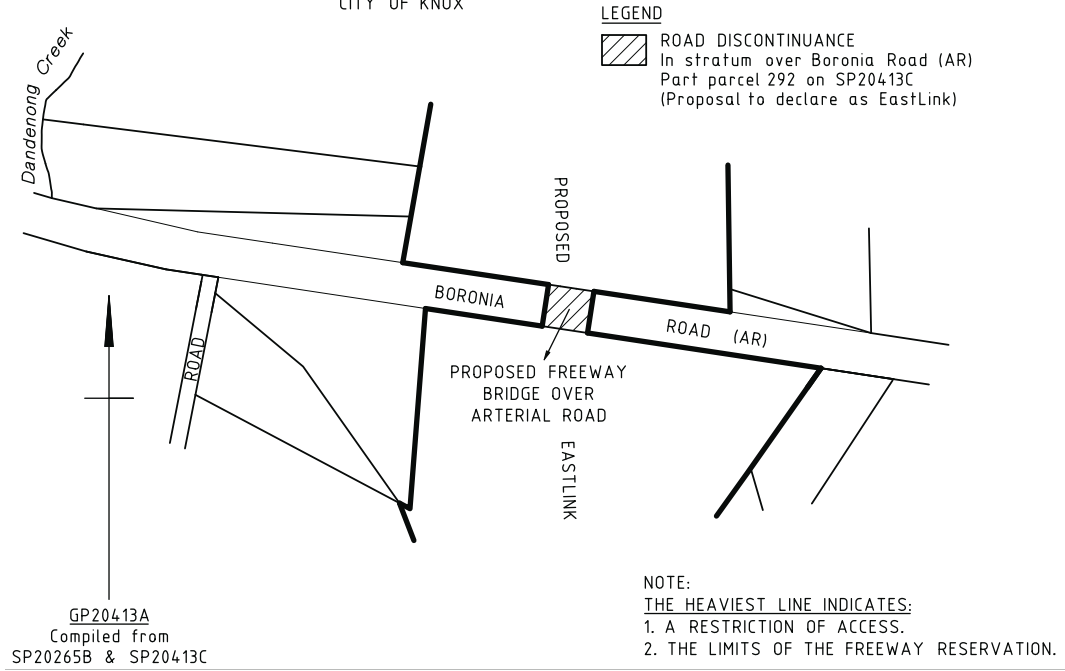 CITY OF KNOX
LEGEND
ROAD DISCONTINUANCE
In stratum over Boronia Road (AR)
Part parcel 292 on SP20413C
(Proposal to declare as EastLink)
Dandenong Creek
PROPOSED
BORONIA
ROAD (AR)
ROAD
PROPOSED FREEWAY
BRIDGE OVER
ARTERIAL ROAD
EASTLINK
NOTE:
THE HEAVIEST LINE INDICATES:
1. A RESTRICTION OF ACCESS.
2. THE LIMITS OF THE FREEWAY RESERVATION.
GP20413A
Compiled from
SP20265B & SP20413C